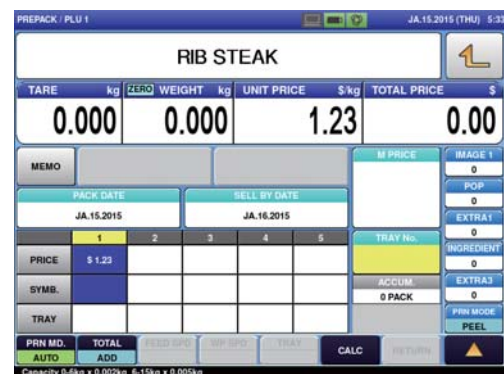 PREPACK / PLU 1 JA.15.2015 (THU) 5:33
RIB STEAK
TARE kg ZERO WEIGHT kg UNIT PRICE $/kg TOTAL PRICE $
0.000 0.000 1.23 0.00
MEMO M PRICE IMAGE 1
0
PACK DATE SELL BY DATE POP
JA.15.2015 JA.16.2015 0
EXTRA1
0
1 2 3 4 5 TRAY No. INGREDIENT
PRICE $ 1.23 0
SYMB. ACCUM. EXTRA3
0 PACK 0
TRAY PRN MODE
PEEL
PRN MD. TOTAL FEED SPD WP SPD TRAY CALC RETURN
AUTO ADD
Capacity 0-6kg x 0.002kg, 6-15kg x 0.005kg